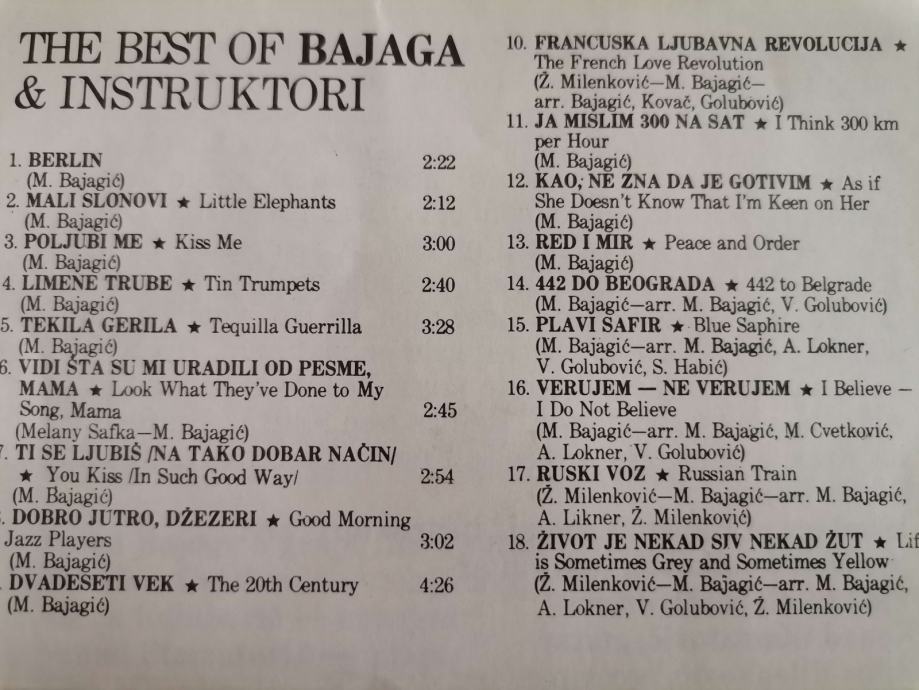 THE BEST OF BAJAGA
& INSTRUKTORI
1. BERLIN 2:22
(M. Bajagić)
2. MALI SLONOVI ★ Little Elephants 2:12
(M. Bajagić)
3. POLJUBI ME ★ Kiss Me 3:00
(M. Bajagić)
4. LIMENE TRUBE ★ Tin Trumpets 2:40
(M. Bajagić)
5. TEKILA GERILA ★ Tequilla Guerrilla 3:28
(M. Bajagić)
6. VIDI ŠTA SU MI URADILI OD PESME,
MAMA ★ Look What They've Done to My
Song, Mama 2:45
(Melany Safka—M. Bajagić)
7. TI SE LJUBIŠ /NA TAKO DOBAR NAČIN/
★ You Kiss /In Such Good Way/ 2:54
(M. Bajagić)
DOBRO JUTRO, DŽEZERI ★ Good Morning
Jazz Players 3:02
(M. Bajagić)
DVADESETI VEK ★ The 20th Century 4:26
(M. Bajagić)
10. FRANCUSKA LJUBAVNA REVOLUCIJA ★
The French Love Revolution
(Ž. Milenković—M. Bajagić—
arr. Bajagić, Kovač, Golubović)
11. JA MISLIM 300 NA SAT ★ I Think 300 km
per Hour
(M. Bajagić)
12. KAO, NE ZNA DA JE GOTIVIM ★ As if
She Doesn't Know That I'm Keen on Her
(M. Bajagić)
13. RED I MIR ★ Peace and Order
(M. Bajagić)
14. 442 DO BEOGRADA ★ 442 to Belgrade
(M. Bajagić—arr. M. Bajagić, V. Golubović)
15. PLAVI SAFIR ★ Blue Saphire
(M. Bajagić—arr. M. Bajagić, A. Lokner,
V. Golubović, S. Habić)
16. VERUJEM — NE VERUJEM ★ I Believe —
I Do Not Believe
(M. Bajagić—arr. M. Bajagić, M. Cvetković,
A. Lokner, V. Golubović)
17. RUSKI VOZ ★ Russian Train
(Ž. Milenković—M. Bajagić—arr. M. Bajagić,
A. Likner, Ž. Milenković)
18. ŽIVOT JE NEKAD SIV NEKAD ŽUT ★ Lif
is Sometimes Grey and Sometimes Yellow
(Ž. Milenković—M. Bajagić—arr. M. Bajagić,
A. Lokner, V. Golubović, Ž. Milenković)